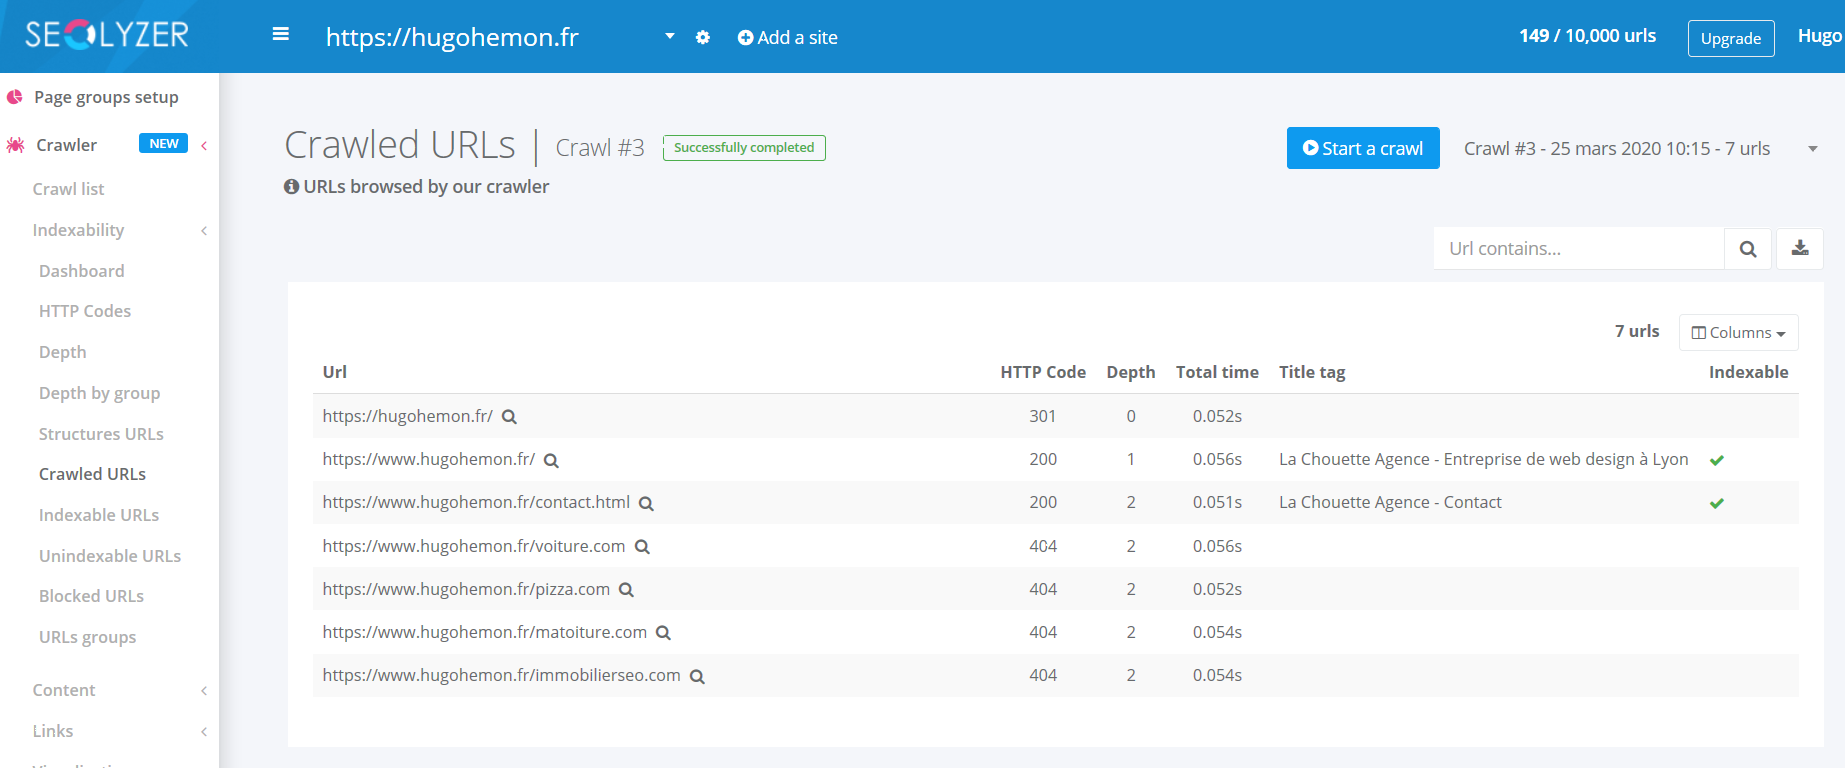 SEOLYZER
https://hugohemon.fr
Add a site
149 / 10,000 urls
Upgrade
Hugo
Page groups setup
Crawler NEW
Crawl list
Indexability
Dashboard
HTTP Codes
Depth
Depth by group
Structures URLs
Crawled URLs
Indexable URLs
Unindexable URLs
Blocked URLs
URLs groups
Content
Links
Crawled URLs | Crawl #3 Successfully completed
URLs browsed by our crawler
Start a crawl
Crawl #3 - 25 mars 2020 10:15 - 7 urls
Url contains...
7 urls
Columns
Url HTTP Code Depth Total time Title tag Indexable
https://hugohemon.fr/ 301 0 0.052s
https://www.hugohemon.fr/ 200 1 0.056s La Chouette Agence - Entreprise de web design à Lyon
https://www.hugohemon.fr/contact.html 200 2 0.051s La Chouette Agence - Contact
https://www.hugohemon.fr/voiture.com 404 2 0.056s
https://www.hugohemon.fr/pizza.com 404 2 0.052s
https://www.hugohemon.fr/matoiture.com 404 2 0.054s
https://www.hugohemon.fr/immobilierseo.com 404 2 0.054s